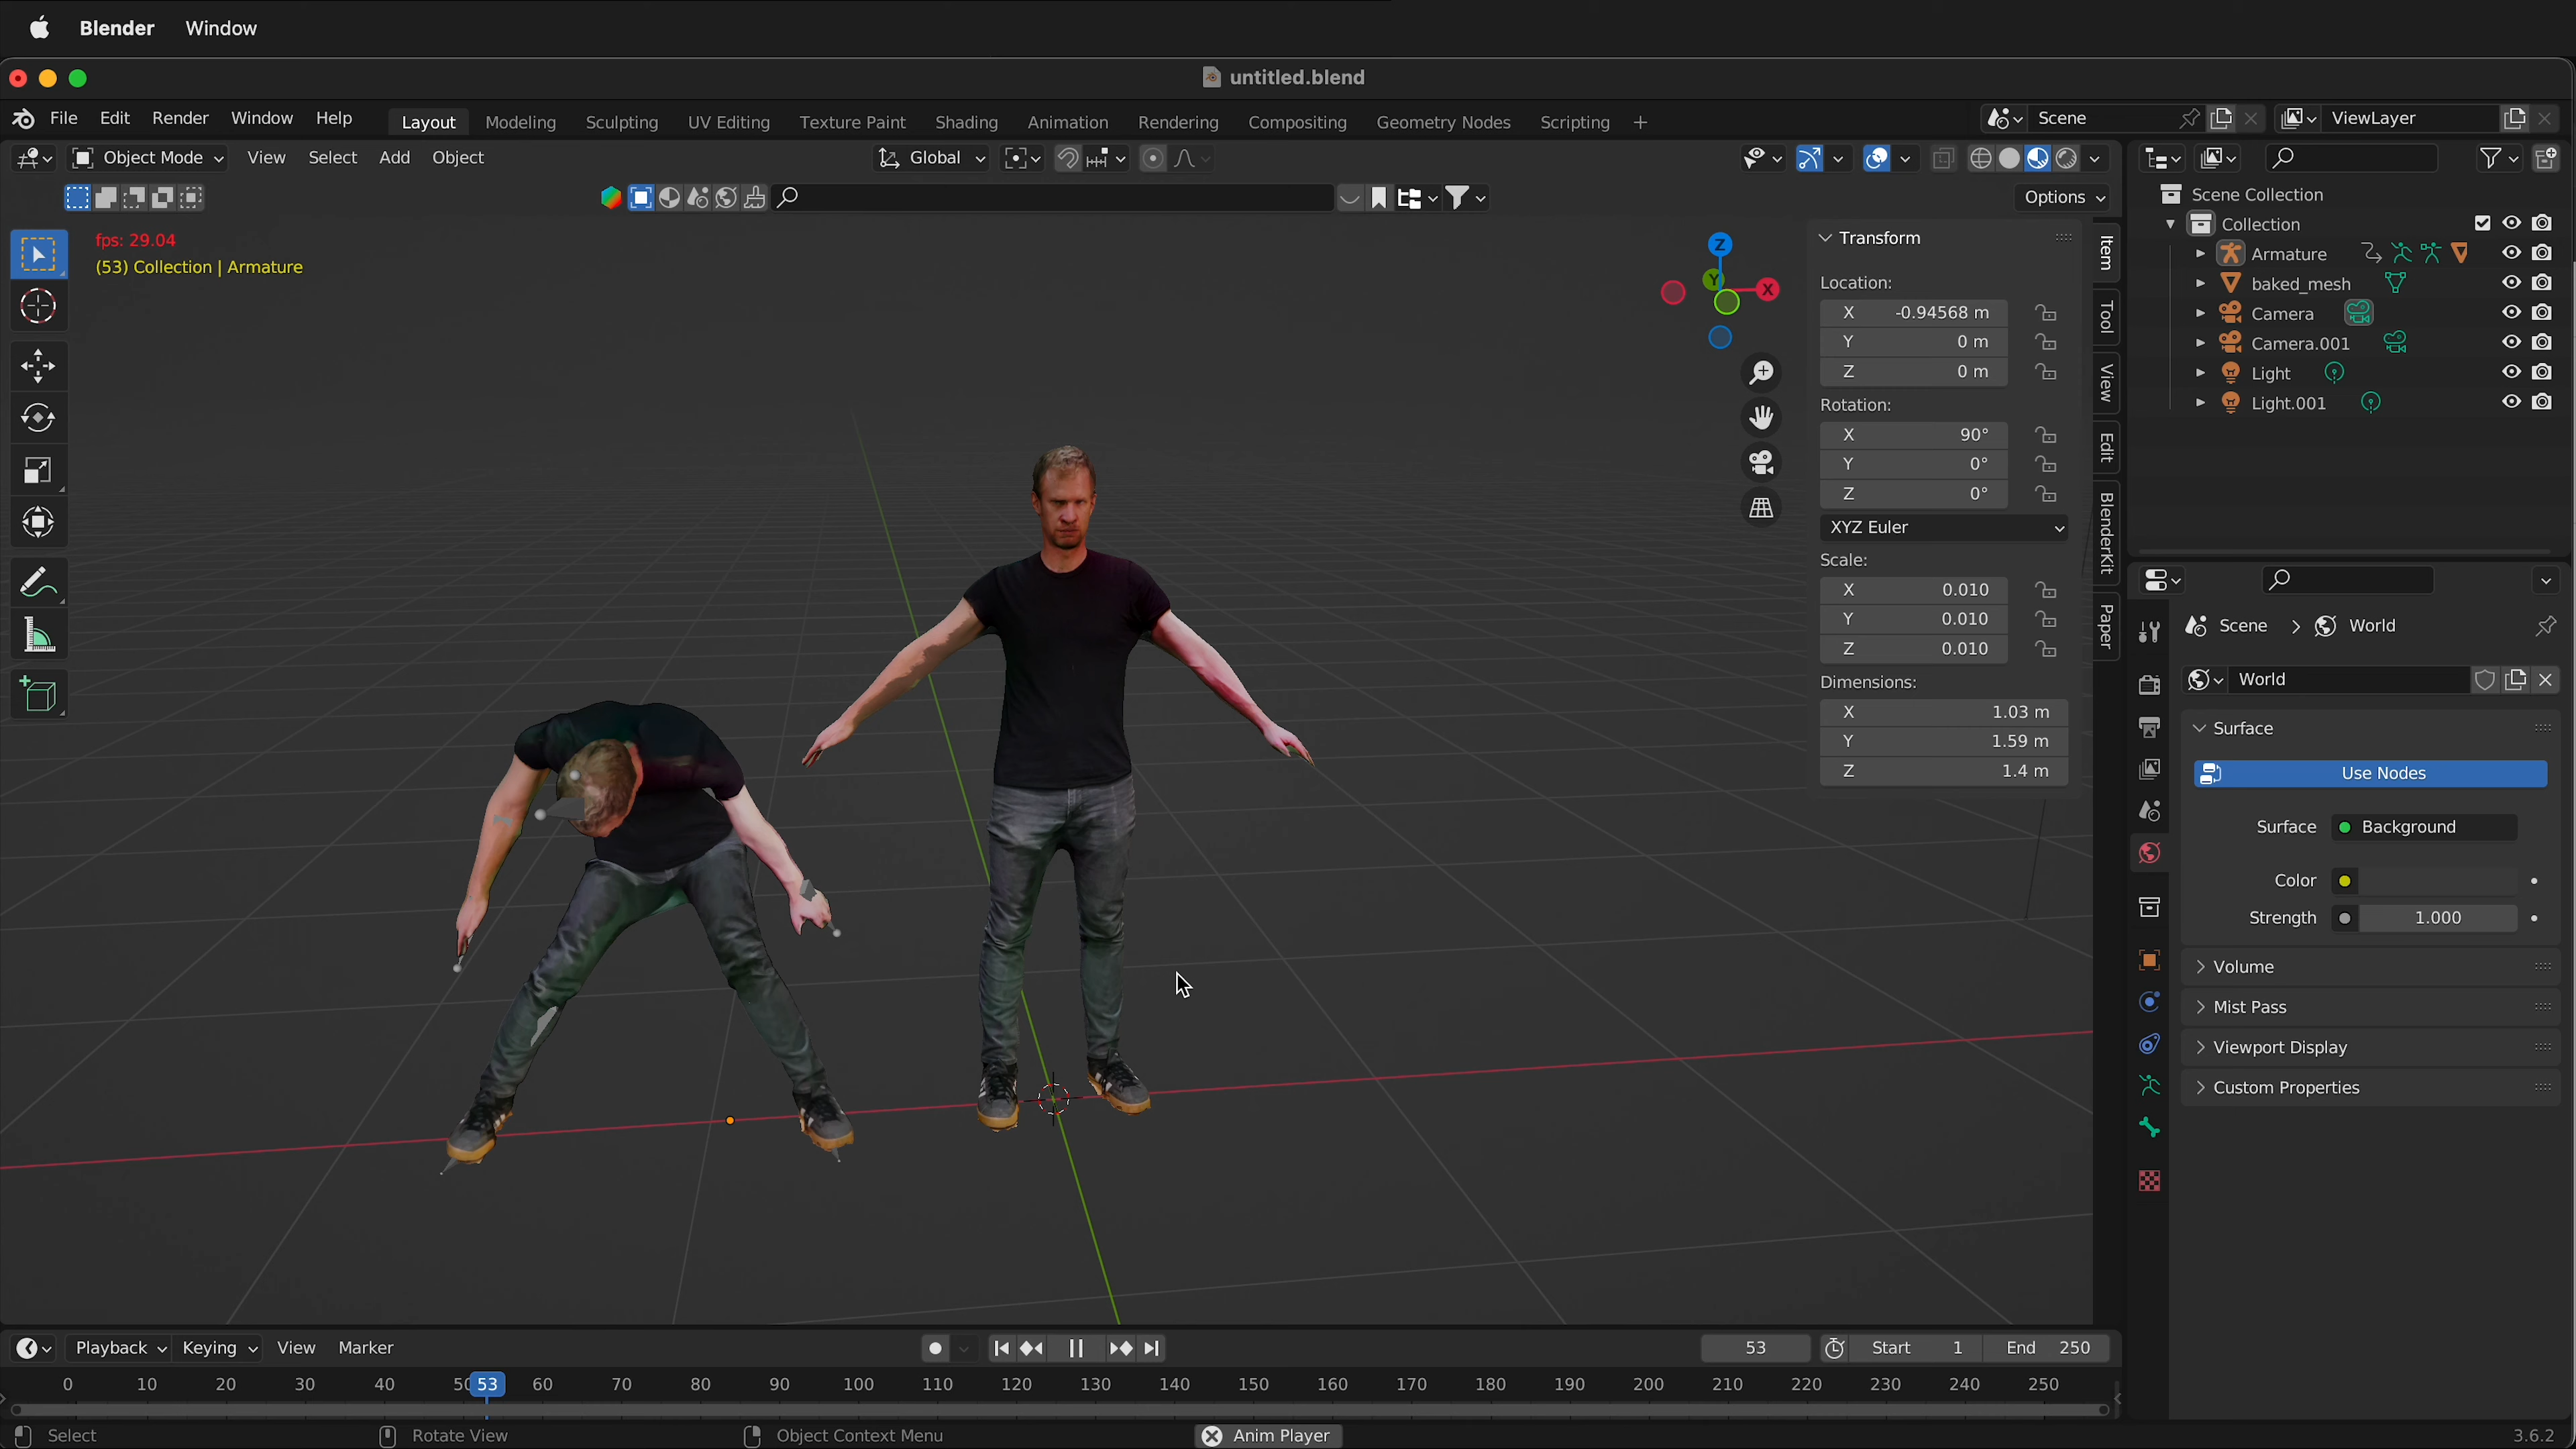 Blender Window
untitled.blend
File Edit Render Window Help Layout Modeling Sculpting UV Editing Texture Paint Shading Animation Rendering Compositing Geometry Nodes Scripting + Scene ViewLayer
Object Mode View Select Add Object Global
Options
fps: 29.04
(53) Collection | Armature
Z
Y
X
Transform
Location:
X -0.94568 m
Y 0 m
Z 0 m
Rotation:
X 90°
Y 0°
Z 0°
XYZ Euler
Scale:
X 0.010
Y 0.010
Z 0.010
Dimensions:
X 1.03 m
Y 1.59 m
Z 1.4 m
Item
Tool
View
Edit
BlenderKit
Paper
Scene Collection
Collection
Armature
baked_mesh
Camera
Camera.001
Light
Light.001
Scene > World
World
Surface
Use Nodes
Surface Background
Color
Strength 1.000
Volume
Mist Pass
Viewport Display
Custom Properties
Playback Keying View Marker 53 Start 1 End 250
0 10 20 30 40 50 53 60 70 80 90 100 110 120 130 140 150 160 170 180 190 200 210 220 230 240 250
Select Rotate View Object Context Menu Anim Player 3.6.2